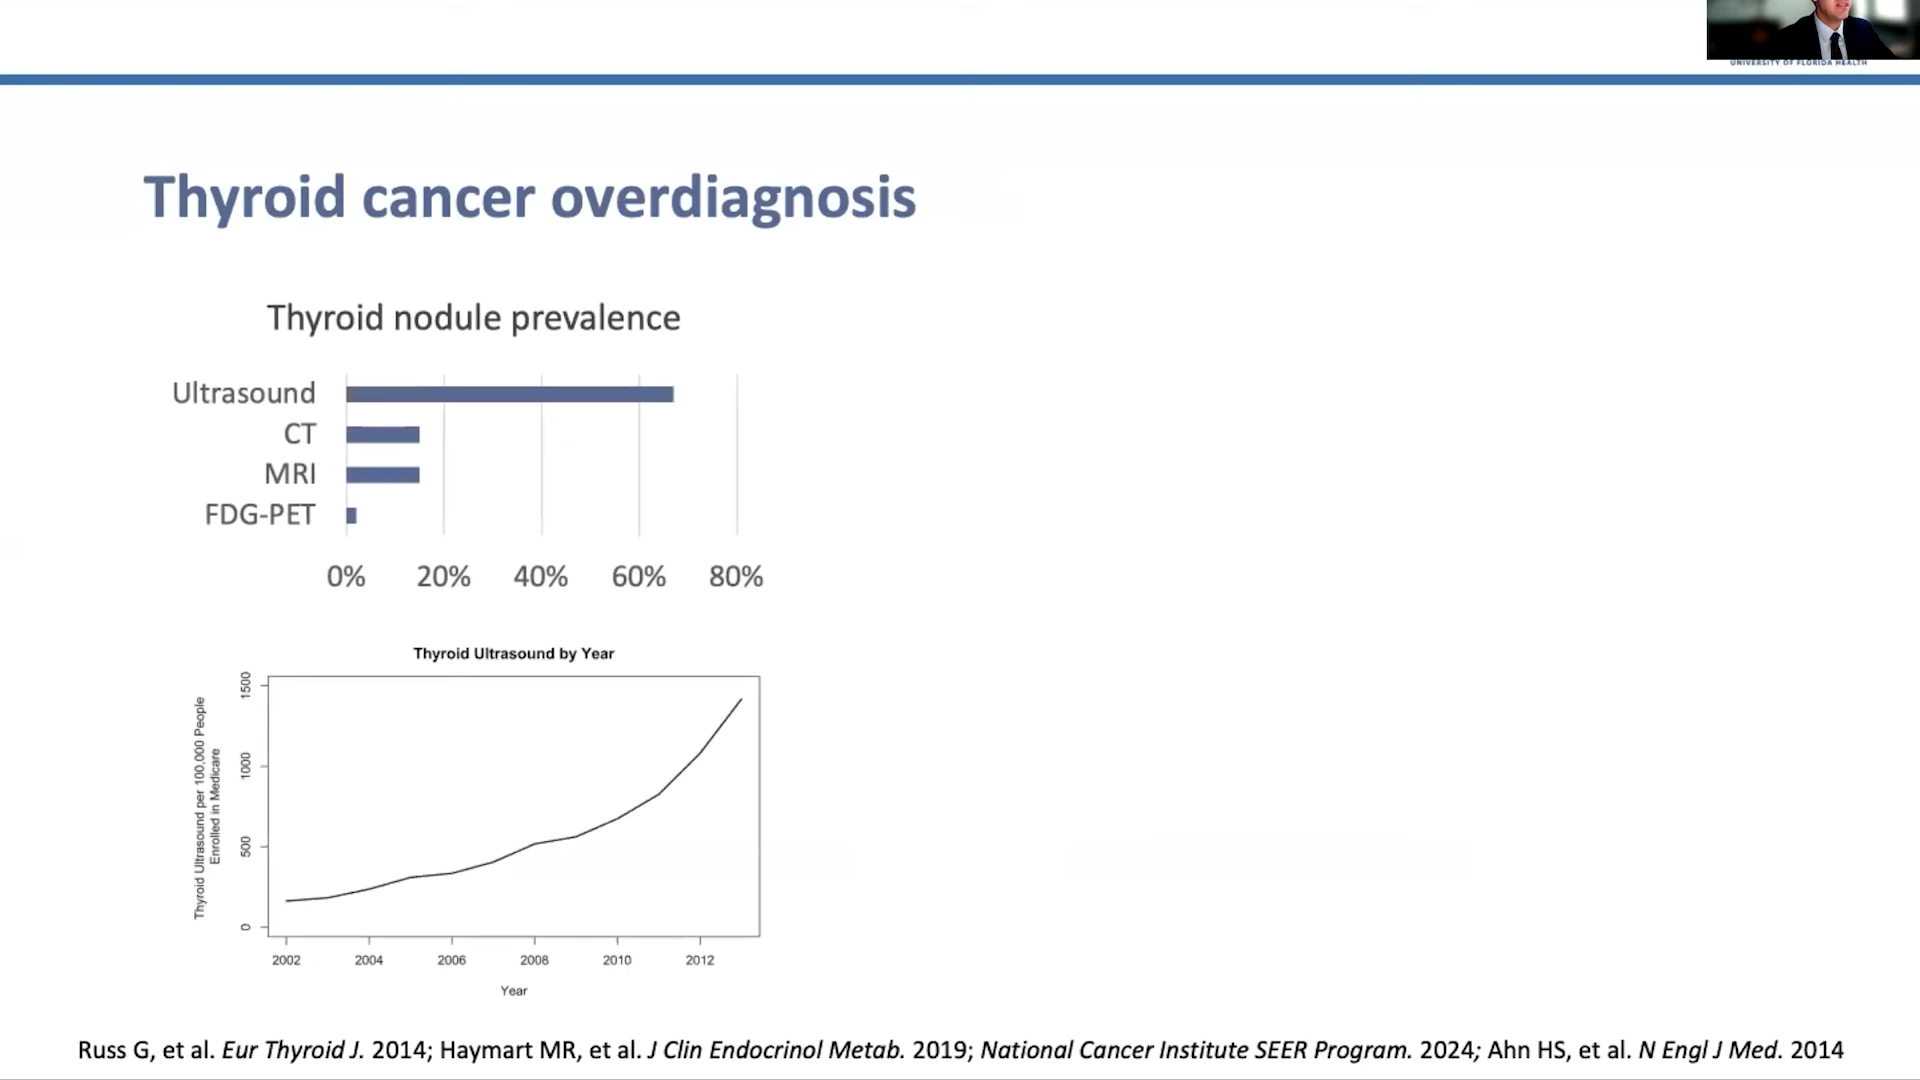 UNIVERSITY OF FLORIDA HEALTH
Thyroid cancer overdiagnosis
Thyroid nodule prevalence
Ultrasound
CT
MRI
FDG-PET
0% 20% 40% 60% 80%
Thyroid Ultrasound by Year
Thyroid Ultrasound per 100,000 People
Enrolled in Medicare
1500
1000
500
0
2002 2004 2006 2008 2010 2012
Year
Russ G, et al. Eur Thyroid J. 2014; Haymart MR, et al. J Clin Endocrinol Metab. 2019; National Cancer Institute SEER Program. 2024; Ahn HS, et al. N Engl J Med. 2014